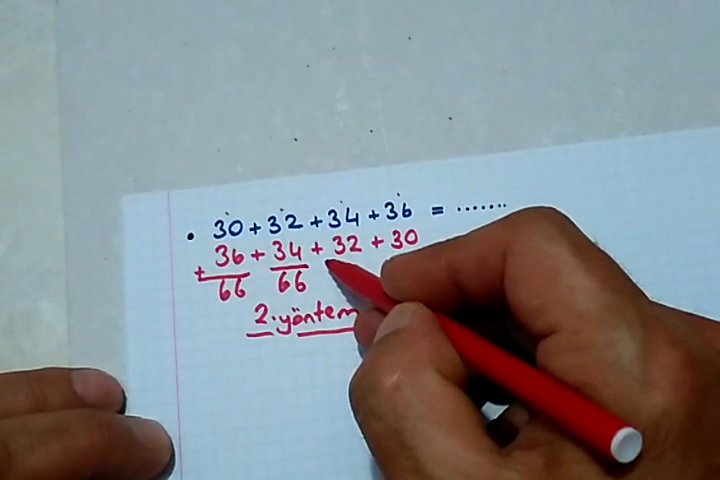 • 30 + 32 + 34 + 36 = .......
+ 36 + 34 + 32 + 30
66 66
2. yöntem